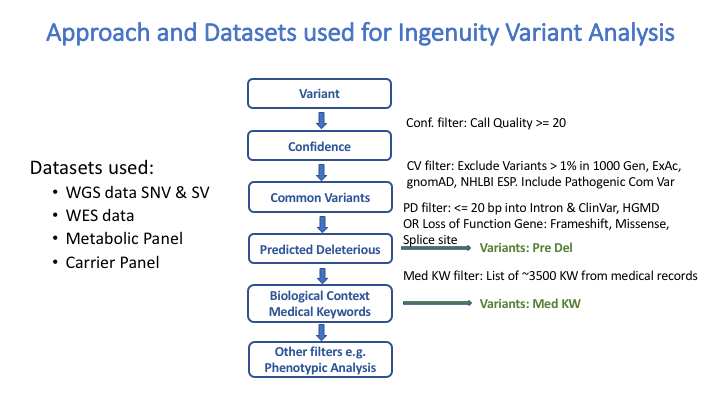 Approach and Datasets used for Ingenuity Variant Analysis
Variant
Conf. filter: Call Quality >= 20
Confidence
Datasets used:
• WGS data SNV & SV
• WES data
• Metabolic Panel
• Carrier Panel
CV filter: Exclude Variants > 1% in 1000 Gen, ExAc,
gnomAD, NHLBI ESP. Include Pathogenic Com Var
Common Variants
PD filter: <= 20 bp into Intron & ClinVar, HGMD
OR Loss of Function Gene: Frameshift, Missense,
Splice site
Predicted Deleterious
Variants: Pre Del
Med KW filter: List of ~3500 KW from medical records
Biological Context
Medical Keywords
Variants: Med KW
Other filters e.g.
Phenotypic Analysis